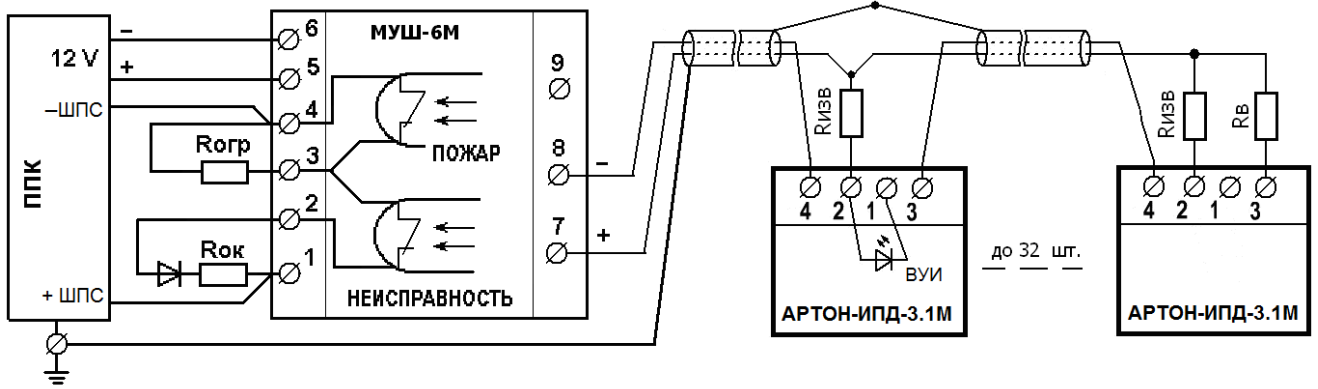 ППК
12 V
–
+
–ШПС
+ ШПС
Rогр
Rок
МУШ-6М
6
5
4
3
2
1
ПОЖАР
НЕИСПРАВНОСТЬ
9
8
7
–
+
Rизв
4 2 1 3
ВУИ
АРТОН-ИПД-3.1М
до 32 шт.
Rизв
Rв
4 2 1 3
АРТОН-ИПД-3.1М